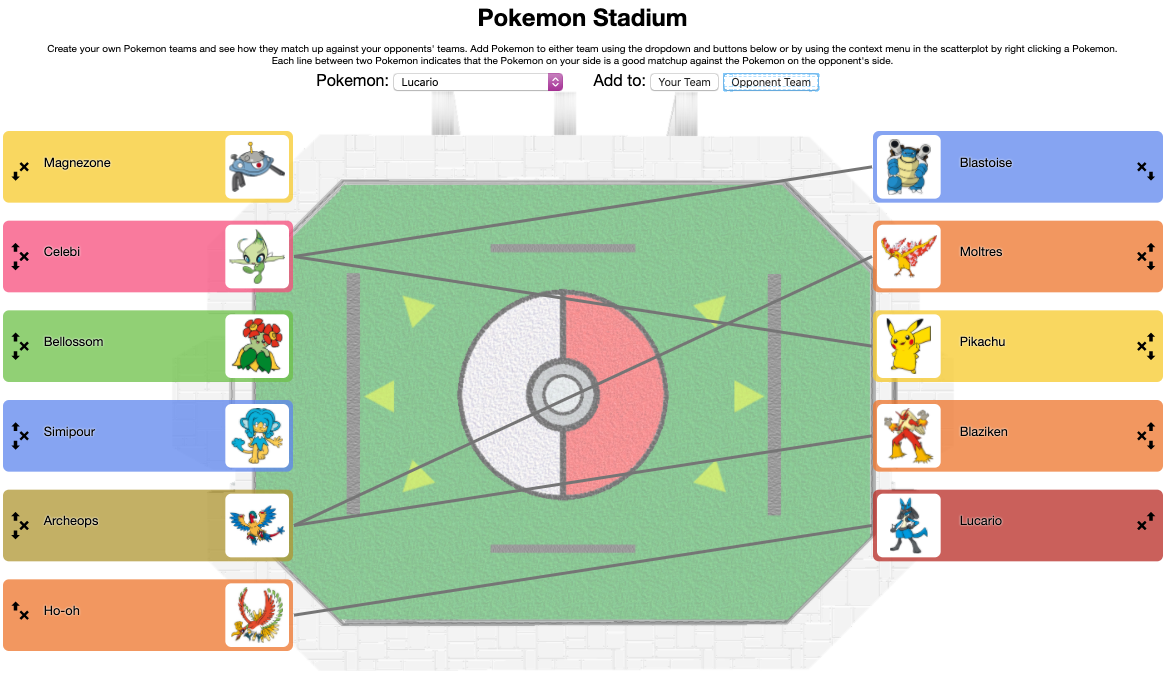 Pokemon Stadium
Create your own Pokemon teams and see how they match up against your opponents' teams. Add Pokemon to either team using the dropdown and buttons below or by using the context menu in the scatterplot by right clicking a Pokemon.
Each line between two Pokemon indicates that the Pokemon on your side is a good matchup against the Pokemon on the opponent's side.
Pokemon: Lucario Add to: Your Team Opponent Team
Magnezone
Celebi
Bellossom
Simipour
Archeops
Ho-oh
Blastoise
Moltres
Pikachu
Blaziken
Lucario